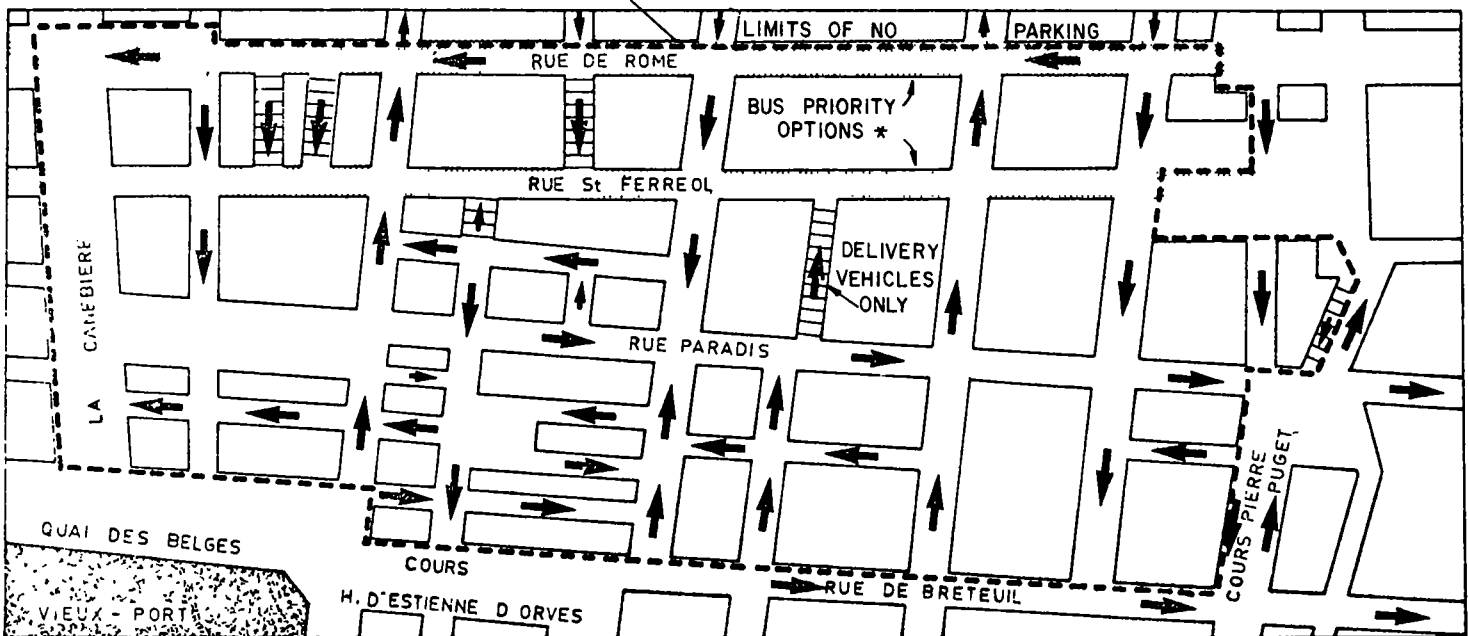 LIMITS OF NO PARKING
RUE DE ROME
BUS PRIORITY
OPTIONS *
RUE St FERREOL
DELIVERY
VEHICLES
ONLY
LA CANEBIERE
RUE PARADIS
COURS PIERRE
PUGET
QUAI DES BELGES
COURS
H. D'ESTIENNE D ORVES
RUE DE BRETEUIL
VIEUX - PORT